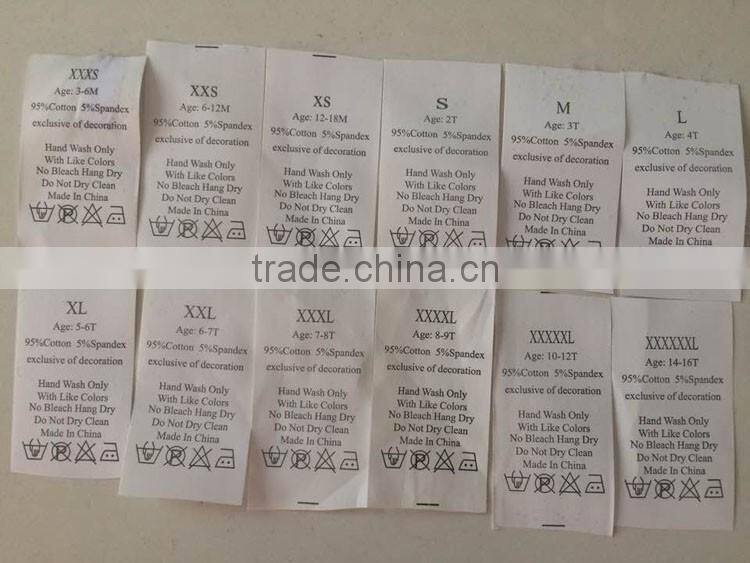 XXXS
Age: 3-6M
95%Cotton 5%Spandex
exclusive of decoration
Hand Wash Only
With Like Colors
No Bleach Hang Dry
Do Not Dry Clean
Made In China
XXS
Age: 6-12M
95%Cotton 5%Spandex
exclusive of decoration
Hand Wash Only
With Like Colors
No Bleach Hang Dry
Do Not Dry Clean
Made In China
XS
Age: 12-18M
95%Cotton 5%Spandex
exclusive of decoration
Hand Wash Only
With Like Colors
No Bleach Hang Dry
Do Not Dry Clean
Made In China
S
Age: 2T
95%Cotton 5%Spandex
exclusive of decoration
Hand Wash Only
With Like Colors
No Bleach Hang Dry
Do Not Dry Clean
Made In China
M
Age: 3T
95%Cotton 5%Spandex
exclusive of decoration
Hand Wash Only
With Like Colors
No Bleach Hang Dry
Do Not Dry Clean
Made In China
L
Age: 4T
95%Cotton 5%Spandex
exclusive of decoration
Hand Wash Only
With Like Colors
No Bleach Hang Dry
Do Not Dry Clean
Made In China
trade.china.cn
XL
Age: 5-6T
95%Cotton 5%Spandex
exclusive of decoration
Hand Wash Only
With Like Colors
No Bleach Hang Dry
Do Not Dry Clean
Made In China
XXL
Age: 6-7T
95%Cotton 5%Spandex
exclusive of decoration
Hand Wash Only
With Like Colors
No Bleach Hang Dry
Do Not Dry Clean
Made In China
XXXL
Age: 7-8T
95%Cotton 5%Spandex
exclusive of decoration
Hand Wash Only
With Like Colors
No Bleach Hang Dry
Do Not Dry Clean
Made In China
XXXXL
Age: 8-9T
95%Cotton 5%Spandex
exclusive of decoration
Hand Wash Only
With Like Colors
No Bleach Hang Dry
Do Not Dry Clean
Made In China
XXXXXL
Age: 10-12T
95%Cotton 5%Spandex
exclusive of decoration
Hand Wash Only
With Like Colors
No Bleach Hang Dry
Do Not Dry Clean
Made In China
XXXXXXL
Age: 14-16T
95%Cotton 5%Spandex
exclusive of decoration
Hand Wash Only
With Like Colors
No Bleach Hang Dry
Do Not Dry Clean
Made In China